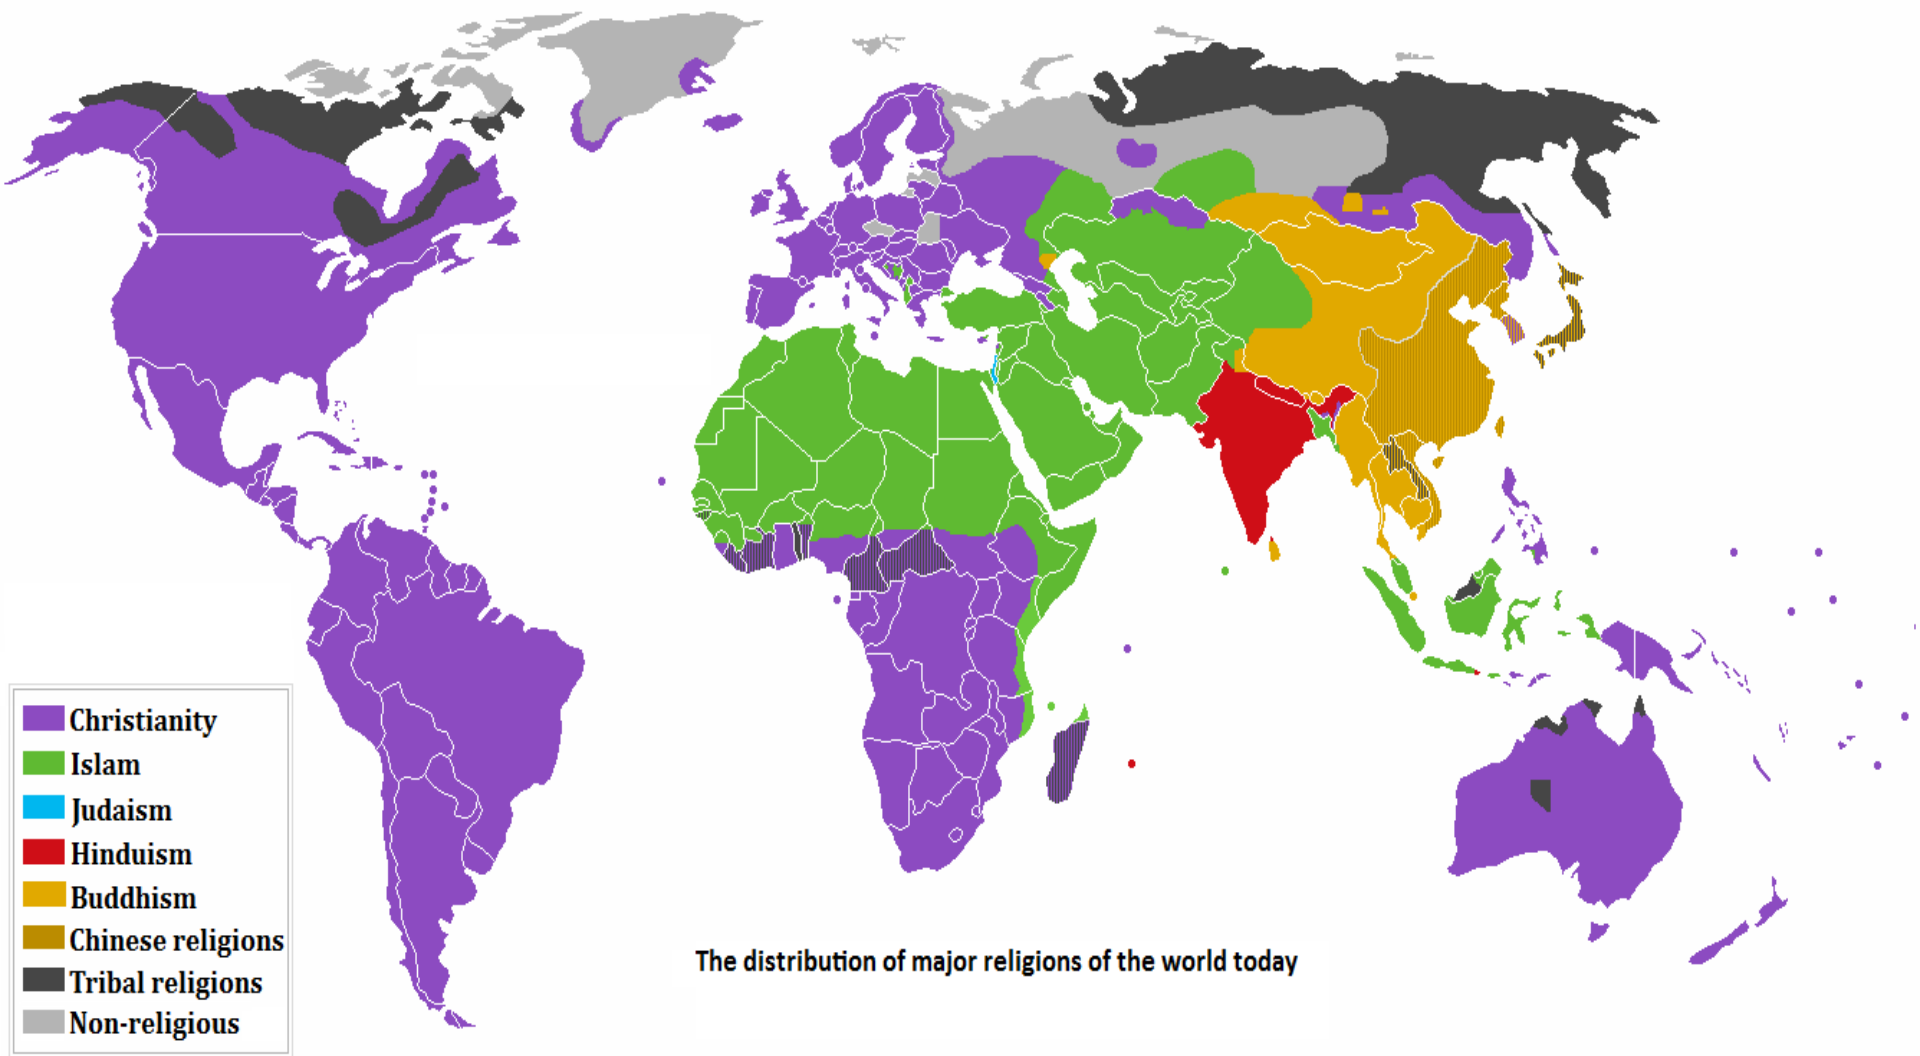 Christianity
Islam
Judaism
Hinduism
Buddhism
Chinese religions
Tribal religions
Non-religious
The distribution of major religions of the world today